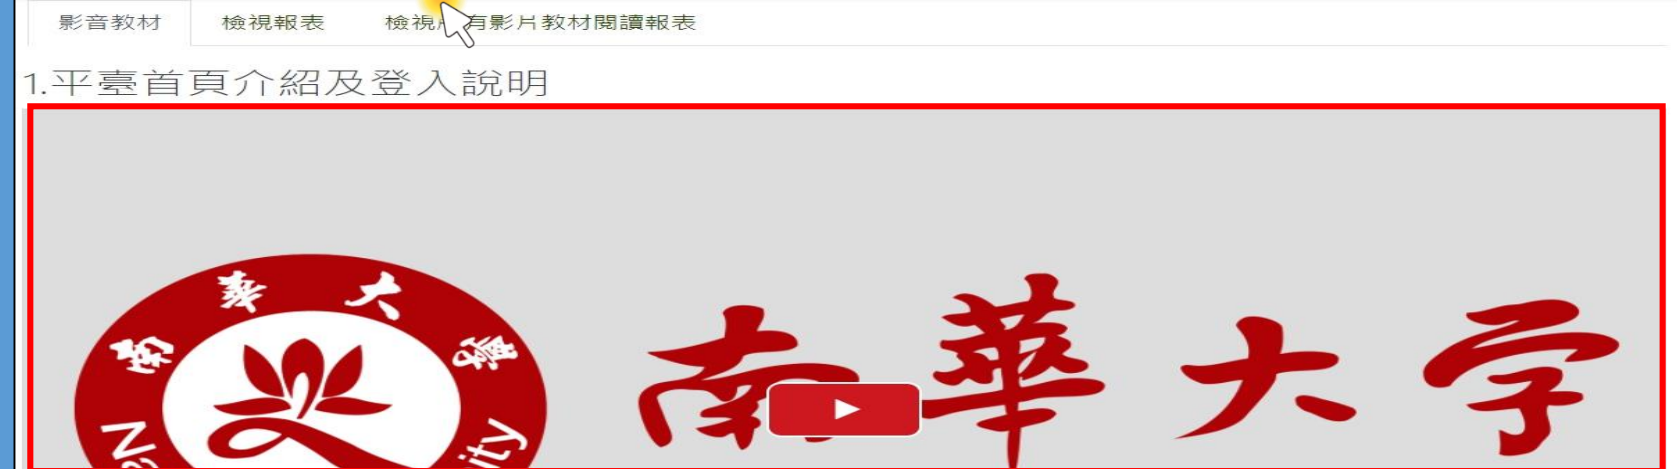 影音教材 檢視報表 檢視所有影片教材閱讀報表
1.平臺首頁介紹及登入說明
南華大學
南華大学